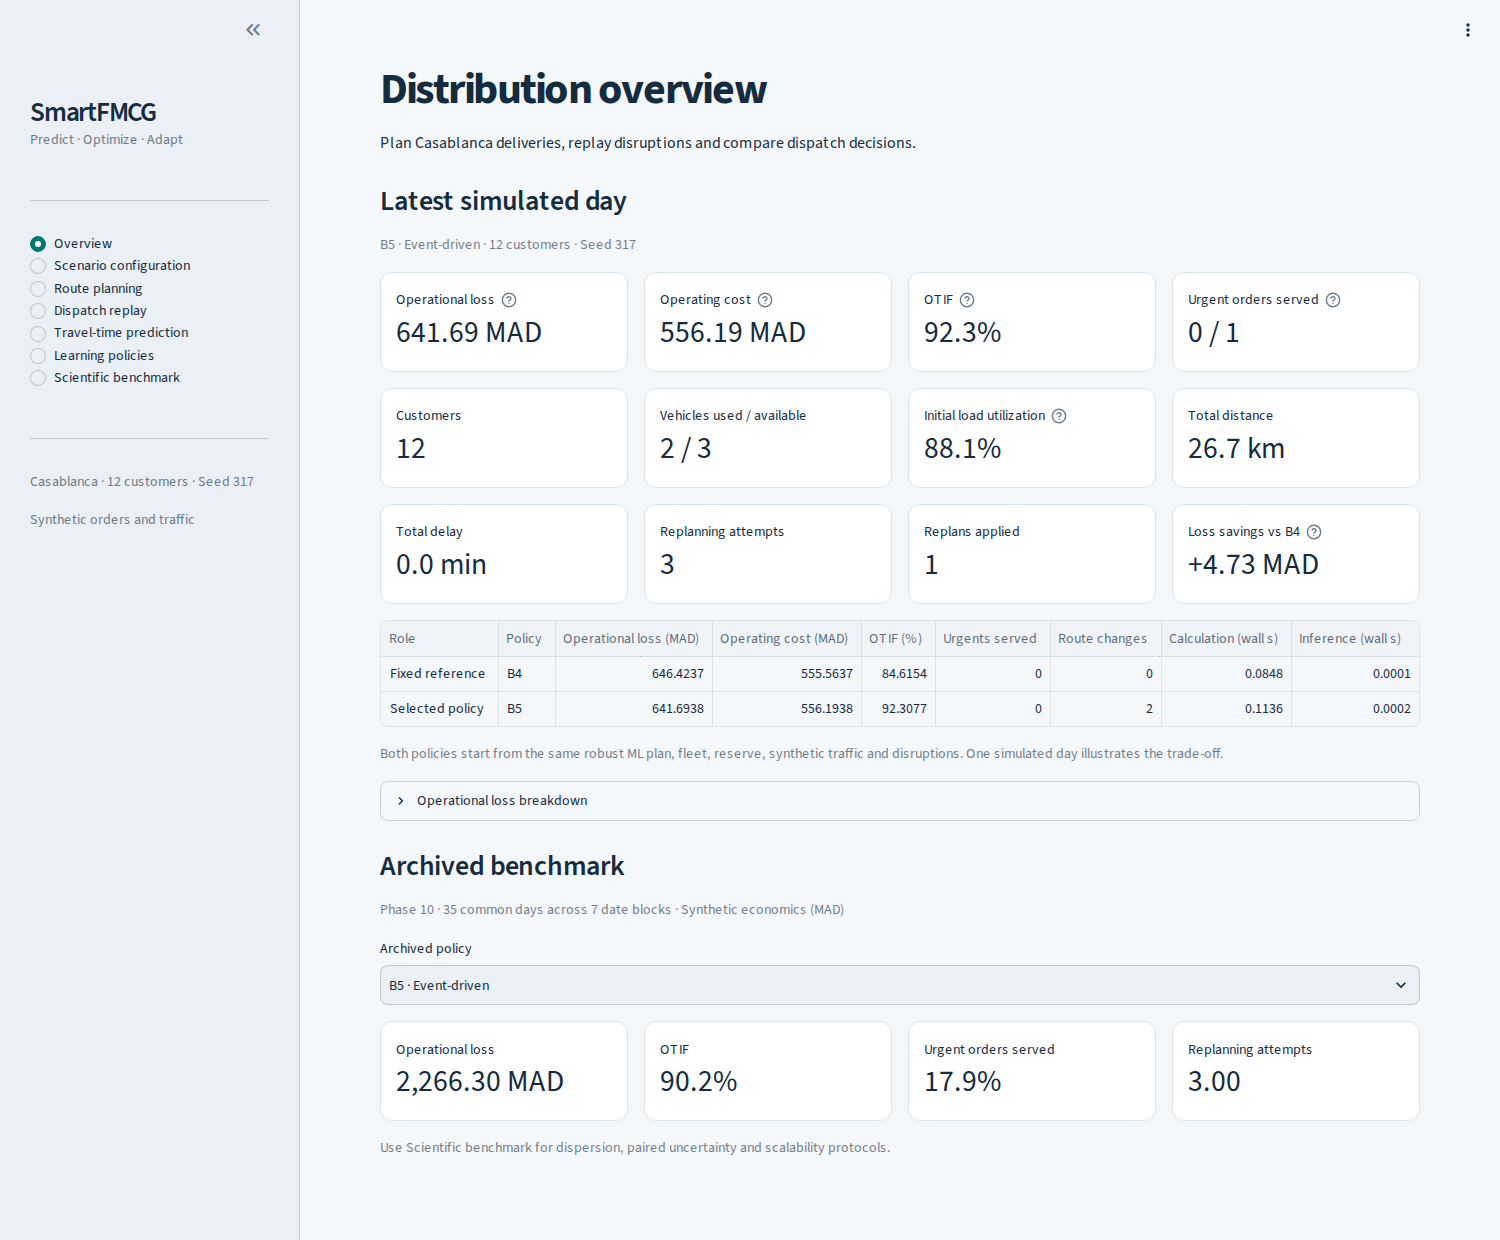 SmartFMCG
Predict · Optimize · Adapt
Overview
Scenario configuration
Route planning
Dispatch replay
Travel-time prediction
Learning policies
Scientific benchmark
Casablanca · 12 customers · Seed 317
Synthetic orders and traffic
Distribution overview
Plan Casablanca deliveries, replay disruptions and compare dispatch decisions.
Latest simulated day
B5 · Event-driven · 12 customers · Seed 317
Operational loss Operating cost OTIF Urgent orders served
641.69 MAD 556.19 MAD 92.3% 0 / 1
Customers Vehicles used / available Initial load utilization Total distance
12 2 / 3 88.1% 26.7 km
Total delay Replanning attempts Replans applied Loss savings vs B4
0.0 min 3 1 +4.73 MAD
Role Policy Operational loss (MAD) Operating cost (MAD) OTIF (%) Urgents served Route changes Calculation (wall s) Inference (wall s)
Fixed reference B4 646.4237 555.5637 84.6154 0 0 0.0848 0.0001
Selected policy B5 641.6938 556.1938 92.3077 0 2 0.1136 0.0002
Both policies start from the same robust ML plan, fleet, reserve, synthetic traffic and disruptions. One simulated day illustrates the trade-off.
Operational loss breakdown
Archived benchmark
Phase 10 · 35 common days across 7 date blocks · Synthetic economics (MAD)
Archived policy
B5 · Event-driven
Operational loss OTIF Urgent orders served Replanning attempts
2,266.30 MAD 90.2% 17.9% 3.00
Use Scientific benchmark for dispersion, paired uncertainty and scalability protocols.